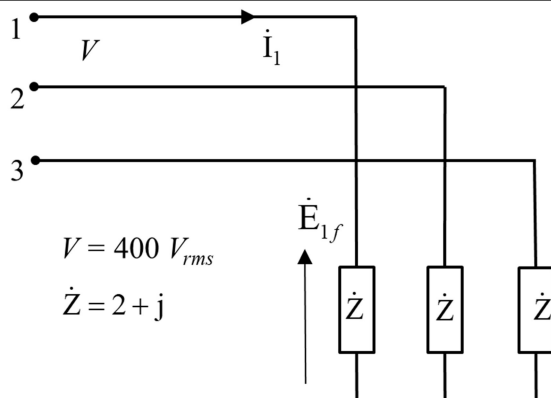 1
V
İ₁
2
3
Ė₁f
V = 400 Vrms
Ż = 2 + j
Ż Ż Ż